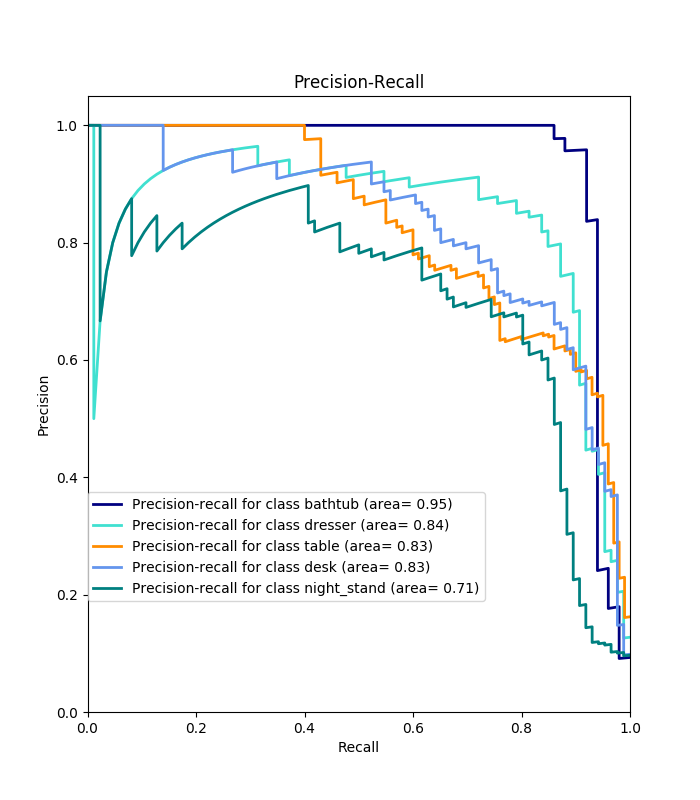 Precision-Recall
1.0
0.8
0.6
0.4
0.2
0.0
Precision
Precision-recall for class bathtub (area= 0.95)
Precision-recall for class dresser (area= 0.84)
Precision-recall for class table (area= 0.83)
Precision-recall for class desk (area= 0.83)
Precision-recall for class night_stand (area= 0.71)
0.0 0.2 0.4 0.6 0.8 1.0
Recall